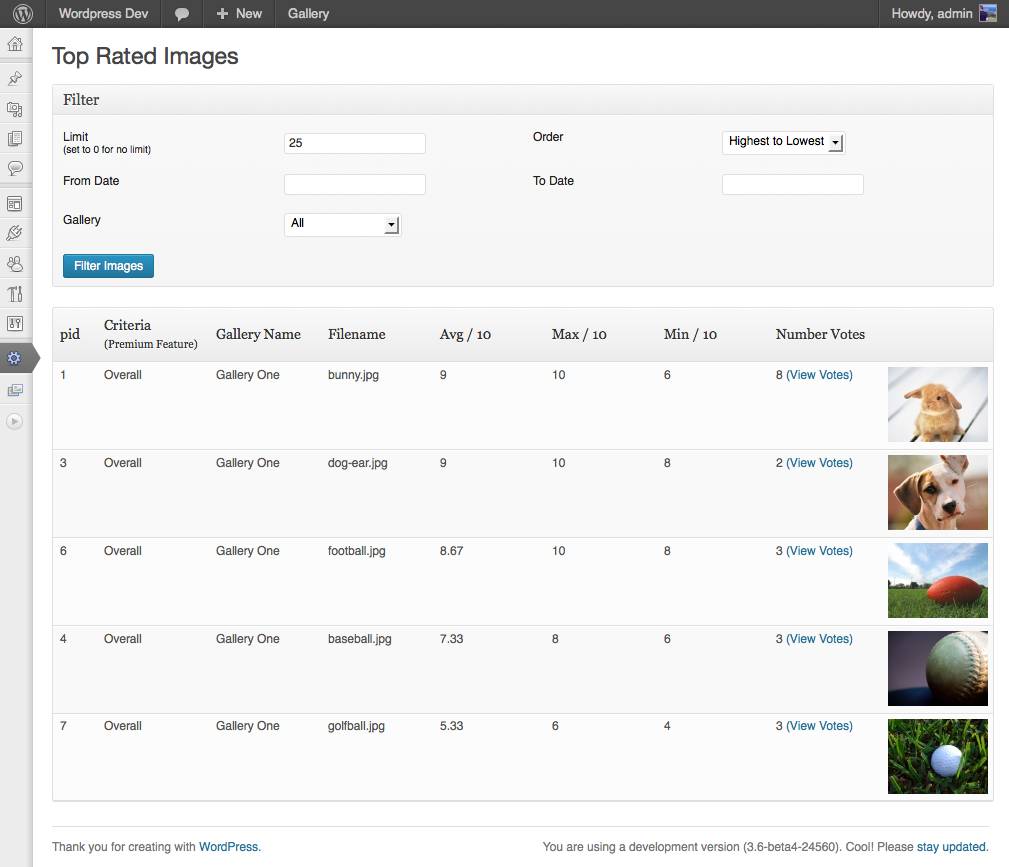 Wordpress Dev + New Gallery Howdy, admin
Top Rated Images
Filter
Limit 25 Order Highest to Lowest
(set to 0 for no limit)
From Date To Date
Gallery All
Filter Images
pid Criteria Gallery Name Filename Avg / 10 Max / 10 Min / 10 Number Votes
(Premium Feature)
1 Overall Gallery One bunny.jpg 9 10 6 8 (View Votes)
3 Overall Gallery One dog-ear.jpg 9 10 8 2 (View Votes)
6 Overall Gallery One football.jpg 8.67 10 8 3 (View Votes)
4 Overall Gallery One baseball.jpg 7.33 8 6 3 (View Votes)
7 Overall Gallery One golfball.jpg 5.33 6 4 3 (View Votes)
Thank you for creating with WordPress. You are using a development version (3.6-beta4-24560). Cool! Please stay updated.